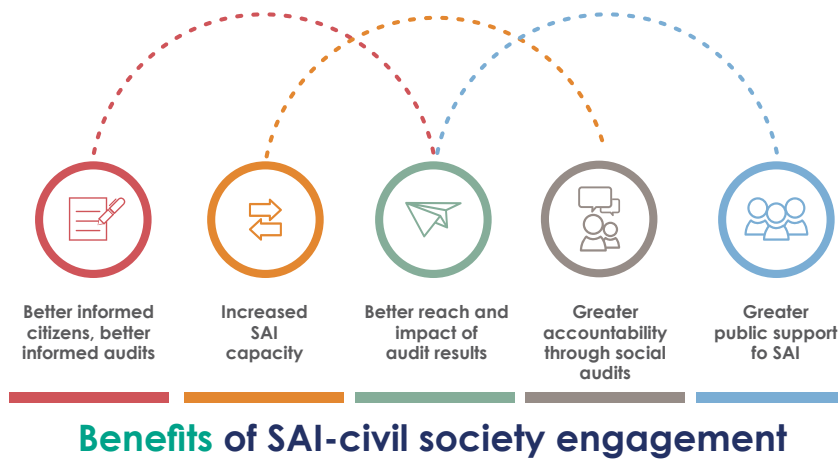 Better informed
citizens, better
informed audits
Increased
SAI
capacity
Better reach and
impact of
audit results
Greater
accountability
through social
audits
Greater
public support
fo SAI
Benefits of SAI-civil society engagement